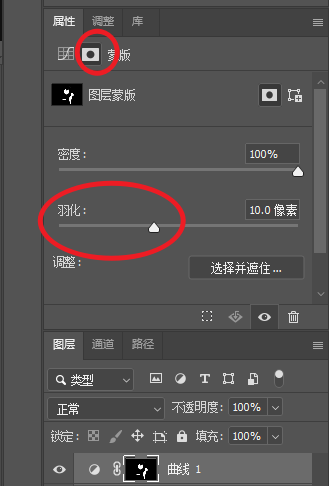 属性 调整 库
蒙版
图层蒙版
密度: 100%
羽化: 10.0 像素
调整: 选择并遮住...
图层 通道 路径
类型
正常 不透明度: 100%
锁定: 填充: 100%
曲线 1